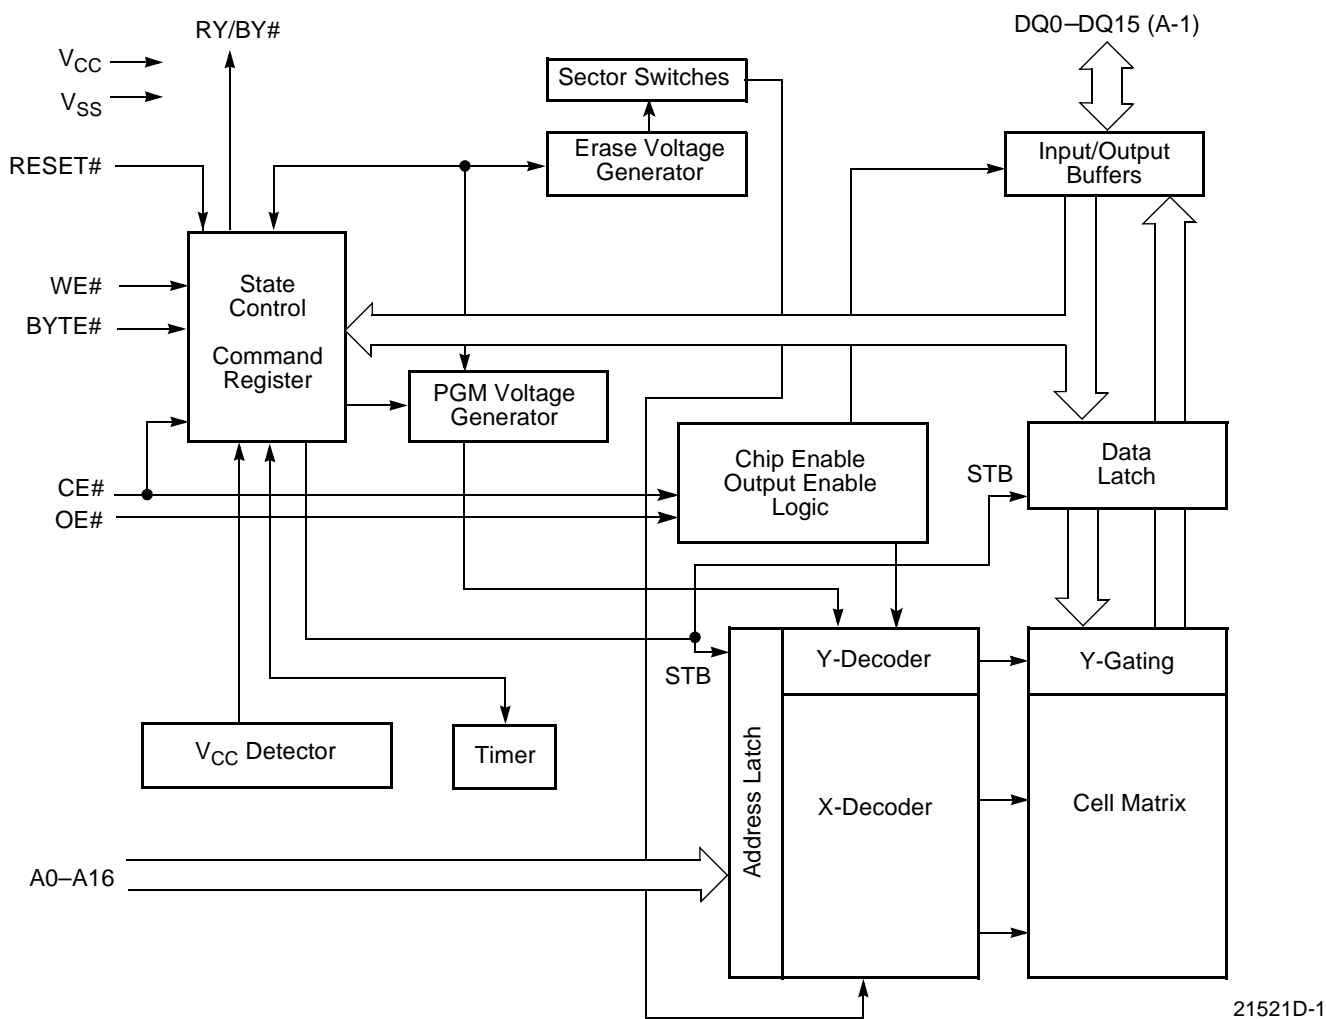 RY/BY#
DQ0–DQ15 (A-1)
VCC
VSS
Sector Switches
RESET#
Erase Voltage
Generator
Input/Output
Buffers
WE#
BYTE#
State
Control
Command
Register
PGM Voltage
Generator
Chip Enable
Output Enable
Logic
STB
Data
Latch
CE#
OE#
STB
Y-Decoder
Y-Gating
VCC Detector
Timer
Address Latch
X-Decoder
Cell Matrix
A0–A16
21521D-1